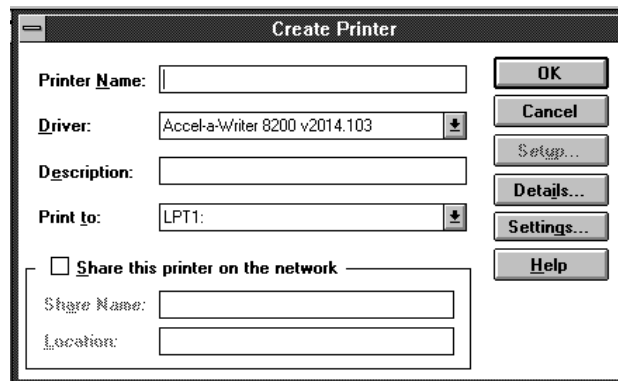 Create Printer
Printer Name:
OK
Driver:
Accel-a-Writer 8200 v2014.103
Cancel
Setup...
Description:
Details...
Print to:
LPT1:
Settings...
Share this printer on the network
Help
Share Name:
Location: